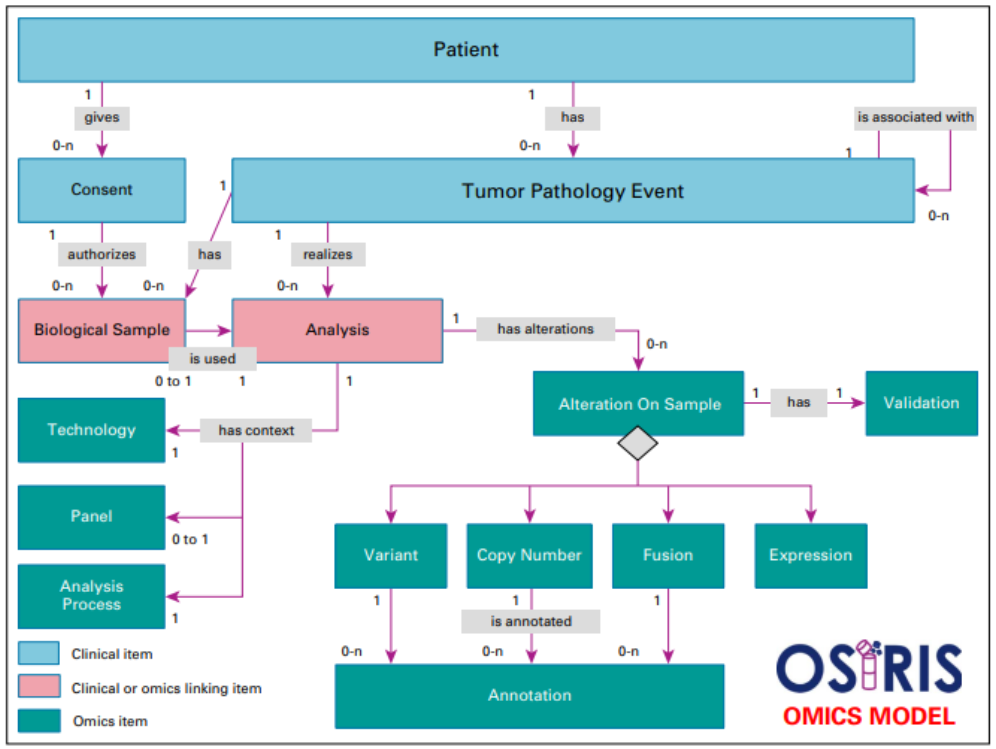 Patient
1
gives
0-n
1
has
0-n
is associated with
1
0-n
Consent
1
Tumor Pathology Event
1
authorizes
0-n
has
0-n
1
realizes
0-n
Biological Sample
Analysis
is used
0 to 1
1
1
has alterations
0-n
1
has context
Technology
1
Panel
0 to 1
Analysis
Process
1
Alteration On Sample
1
has
1
Validation
Variant
Copy Number
Fusion
Expression
1
0-n
1
is annotated
0-n
1
0-n
Annotation
Clinical item
Clinical or omics linking item
Omics item
OSIRIS
OMICS MODEL